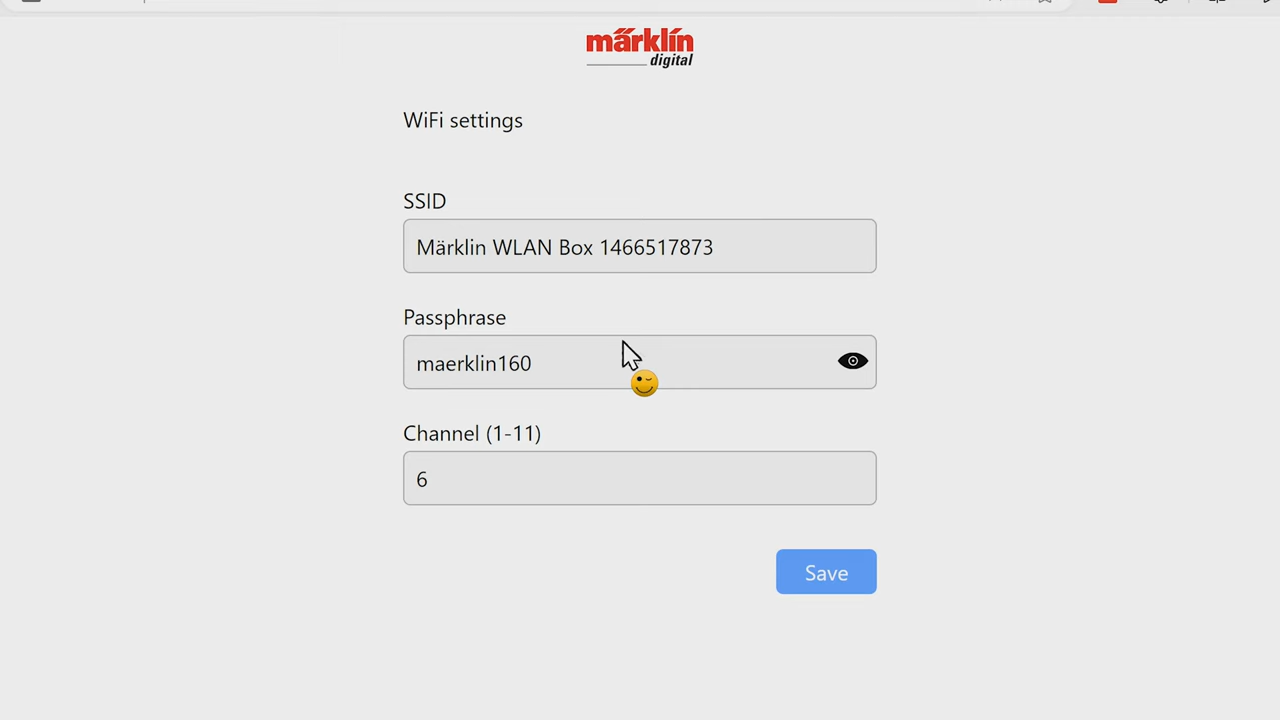 märklin
digital
WiFi settings
SSID
Märklin WLAN Box 1466517873
Passphrase
maerklin160
Channel (1-11)
6
Save